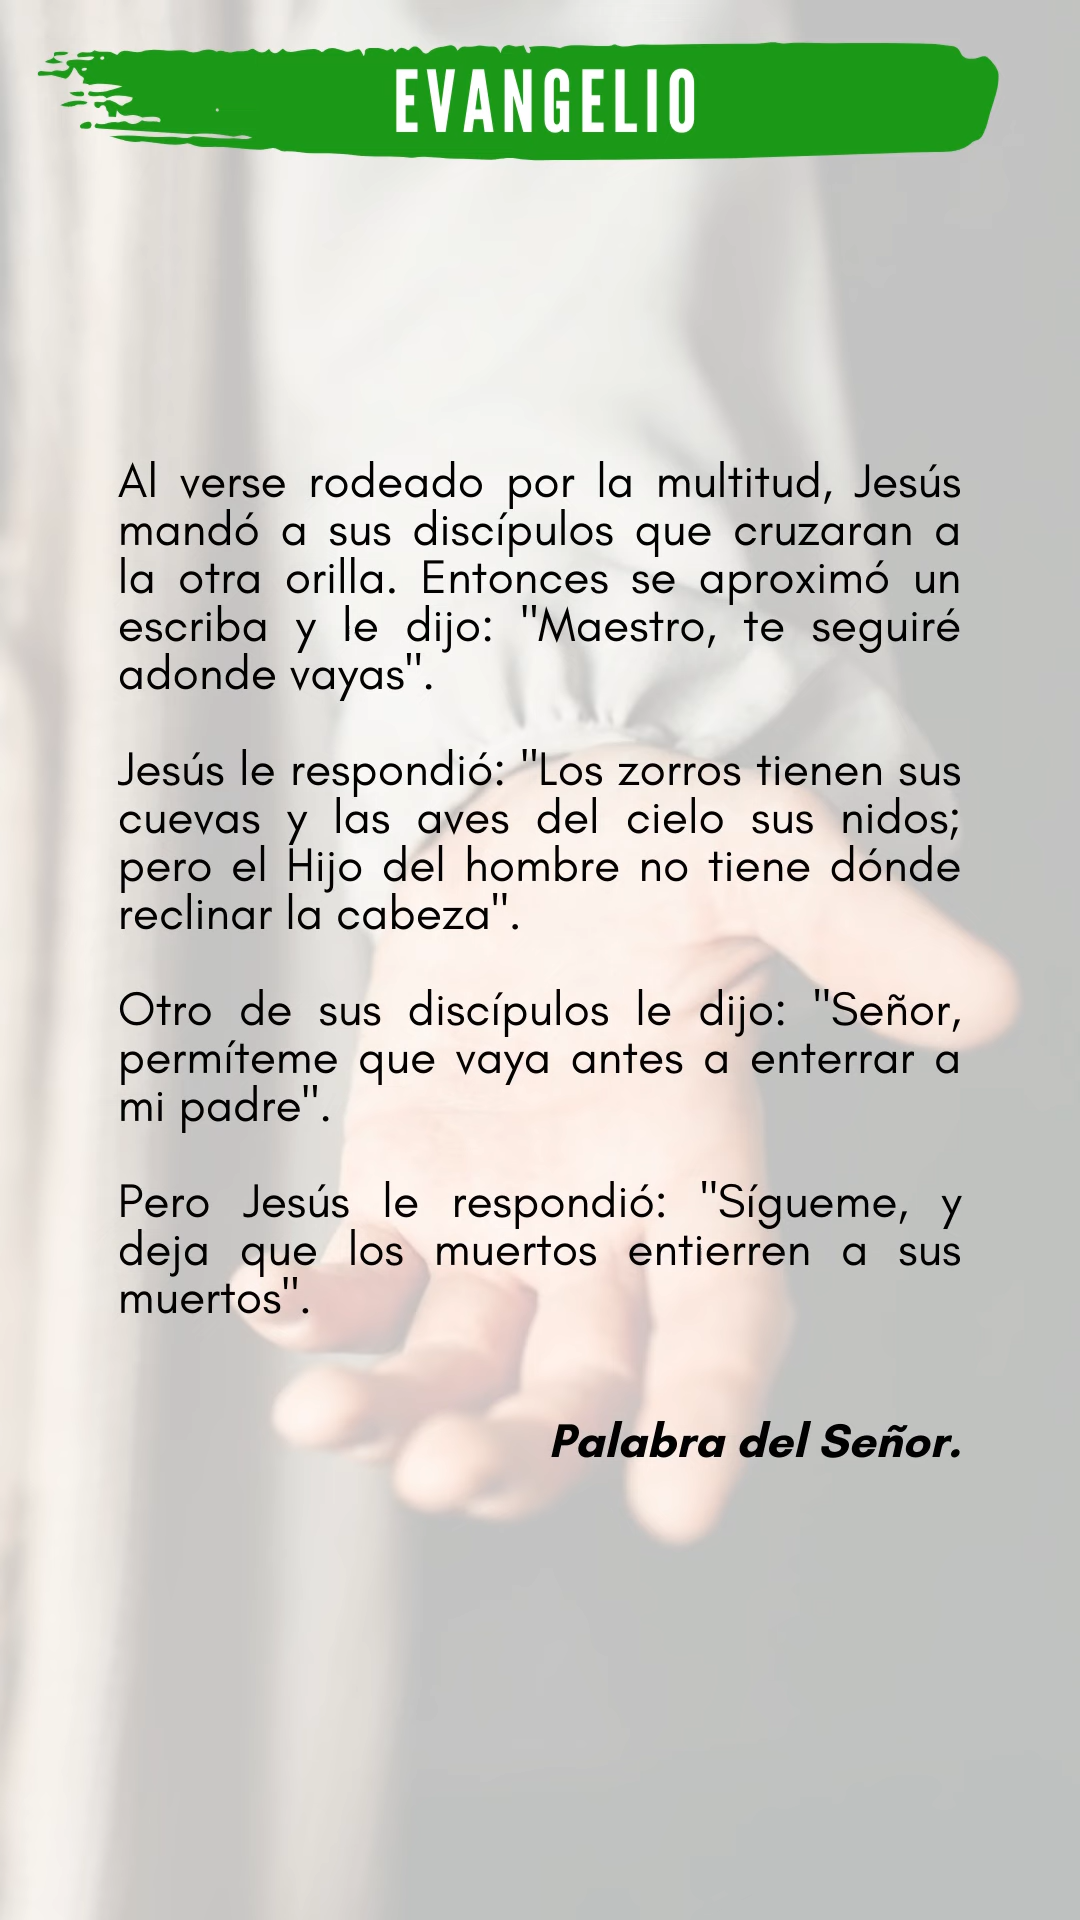 EVANGELIO
Al verse rodeado por la multitud, Jesús
mandó a sus discípulos que cruzaran a
la otra orilla. Entonces se aproximó un
escriba y le dijo: "Maestro, te seguiré
adonde vayas".
Jesús le respondió: "Los zorros tienen sus
cuevas y las aves del cielo sus nidos;
pero el Hijo del hombre no tiene dónde
reclinar la cabeza".
Otro de sus discípulos le dijo: "Señor,
permíteme que vaya antes a enterrar a
mi padre".
Pero Jesús le respondió: "Sígueme, y
deja que los muertos entierren a sus
muertos".
Palabra del Señor.